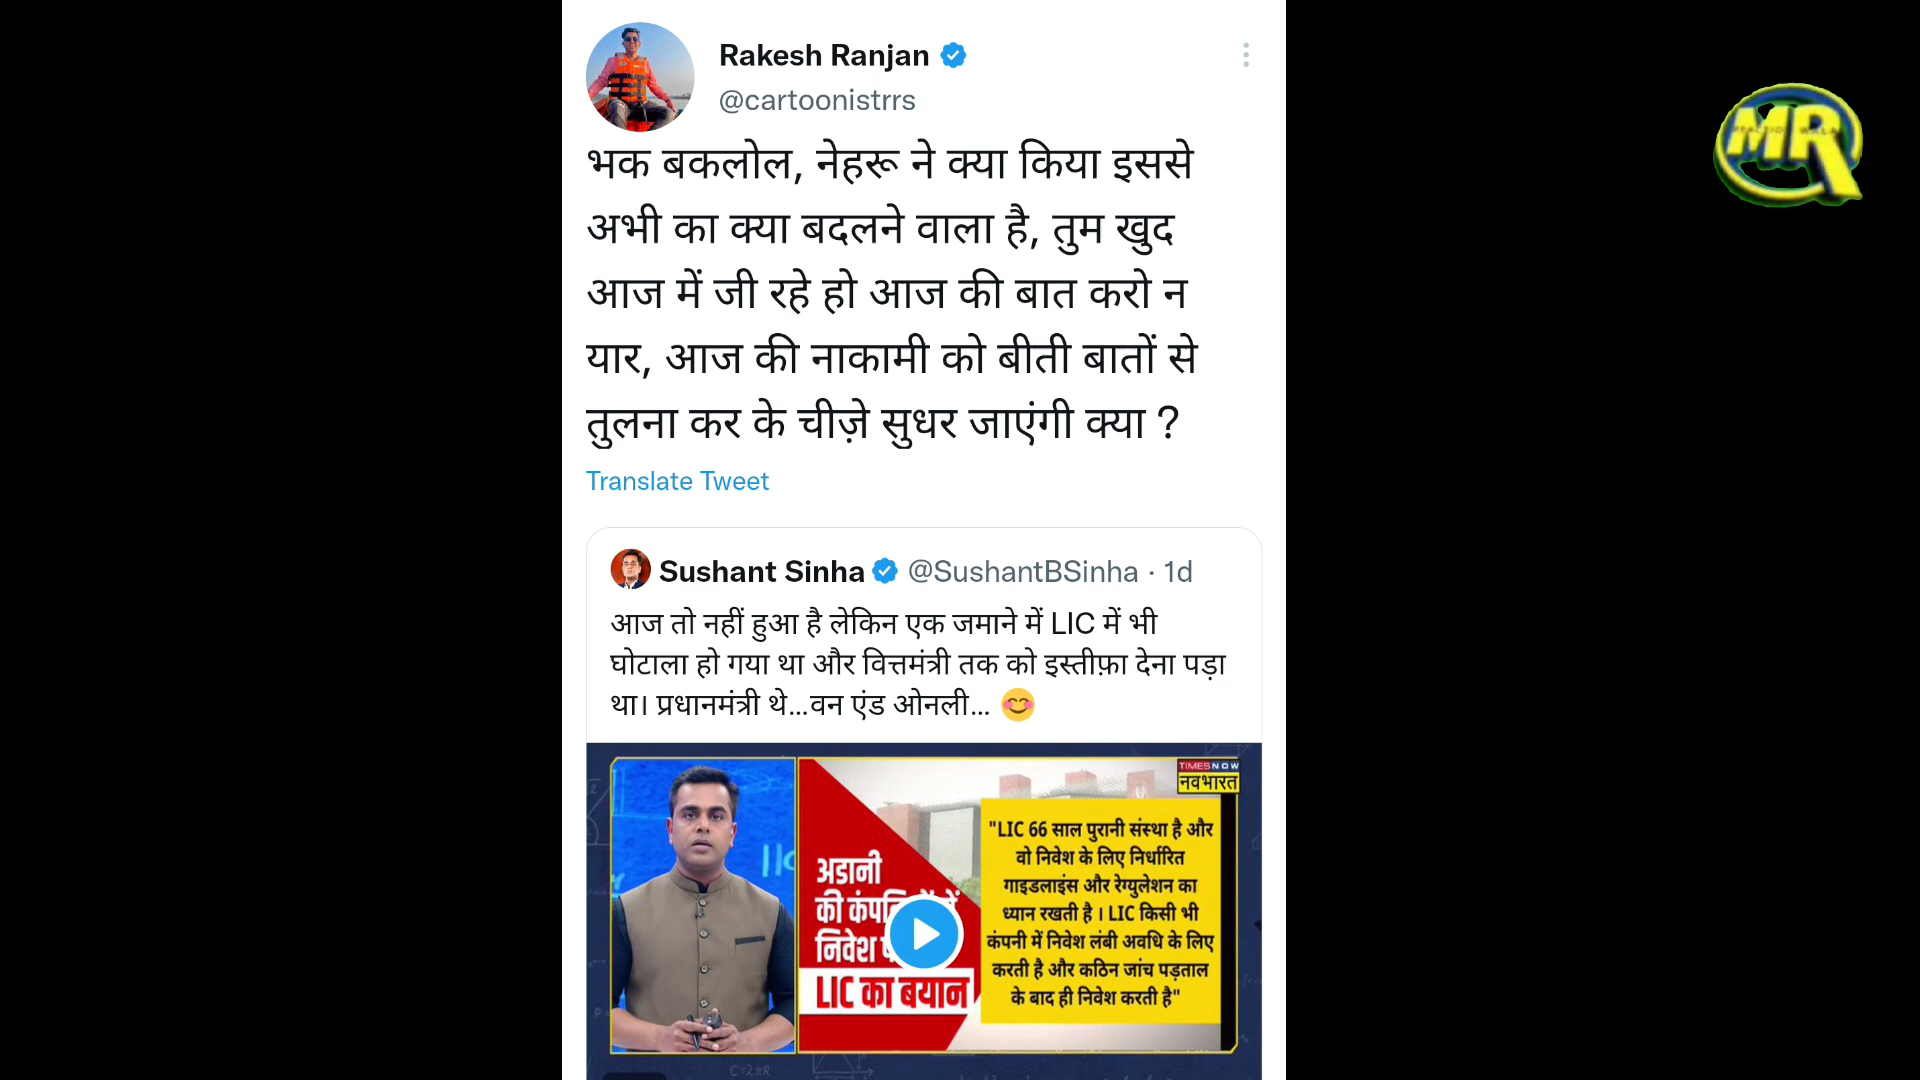 Rakesh Ranjan
@cartoonistrrs
MR
REACTION WALA
भक बकलोल, नेहरू ने क्या किया इससे
अभी का क्या बदलने वाला है, तुम खुद
आज में जी रहे हो आज की बात करो न
यार, आज की नाकामी को बीती बातों से
तुलना कर के चीज़े सुधर जाएंगी क्या ?
Translate Tweet
Sushant Sinha @SushantBSinha · 1d
आज तो नहीं हुआ है लेकिन एक जमाने में LIC में भी
घोटाला हो गया था और वित्तमंत्री तक को इस्तीफ़ा देना पड़ा
था। प्रधानमंत्री थे...वन एंड ओनली... 😊
TIMES NOW
नवभारत
अडानी
की
निवेश
LIC का बयान
"LIC 66 साल पुरानी संस्था है और
वो निवेश के लिए निर्धारित
गाइडलाइंस और रेग्युलेशन का
ध्यान रखती है । LIC किसी भी
कंपनी में निवेश लंबी अवधि के लिए
करती है और कठिन जांच पड़ताल
के बाद ही निवेश करती है"
C=2πR